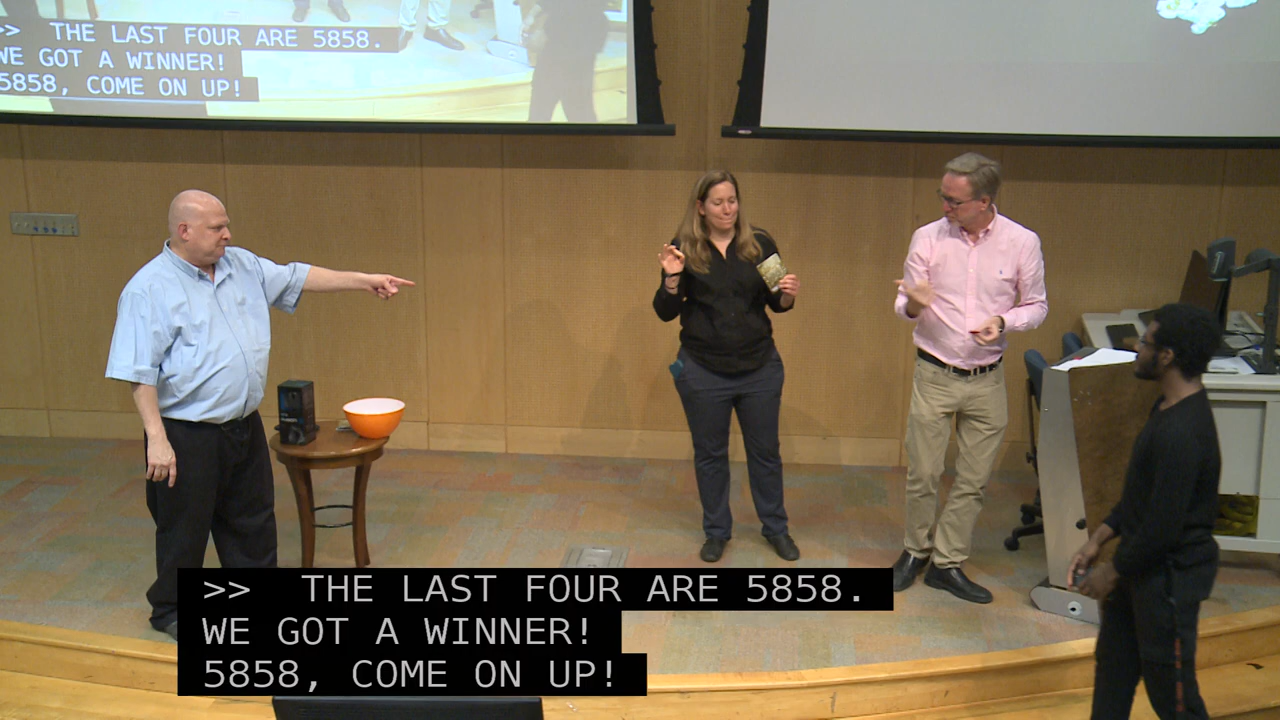 >> THE LAST FOUR ARE 5858.
WE GOT A WINNER!
5858, COME ON UP!
>> THE LAST FOUR ARE 5858.
WE GOT A WINNER!
5858, COME ON UP!